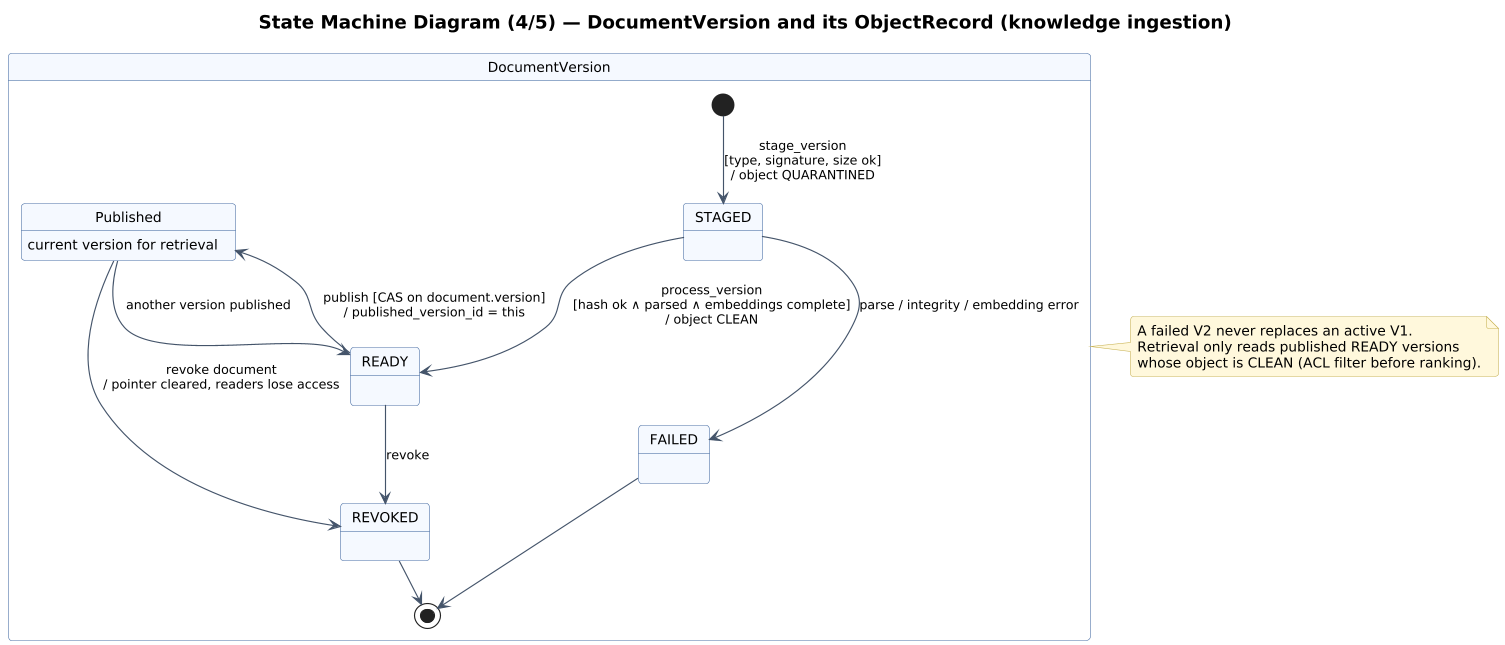 State Machine Diagram (4/5) — DocumentVersion and its ObjectRecord (knowledge ingestion)
DocumentVersion
stage_version
[type, signature, size ok]
/ object QUARANTINED
Published
current version for retrieval
STAGED
another version published
publish [CAS on document.version]
/ published_version_id = this
process_version
[hash ok ∧ parsed ∧ embeddings complete]
/ object CLEAN
parse / integrity / embedding error
A failed V2 never replaces an active V1.
Retrieval only reads published READY versions
whose object is CLEAN (ACL filter before ranking).
READY
revoke document
/ pointer cleared, readers lose access
FAILED
revoke
REVOKED